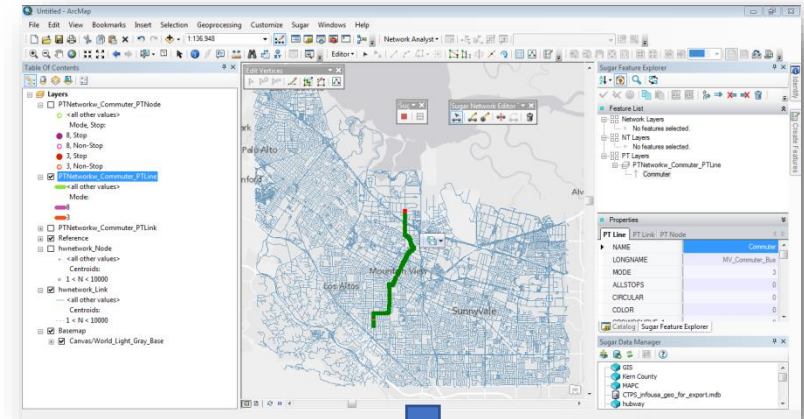 Untitled - ArcMap
File Edit View Bookmarks Insert Selection Geoprocessing Customize Sugar Windows Help
1:136,948
Network Analyst
Editor
Table Of Contents
Layers
PTNetworkw_Commuter_PTNode
<all other values>
Mode, Stop:
8, Stop
8, Non-Stop
3, Stop
3, Non-Stop
PTNetworkw_Commuter_PTLine
<all other values>
Mode:
8
3
PTNetworkw_Commuter_PTLink
Reference
hwnetwork_Node
<all other values>
Centroids:
1 < N < 10000
hwnetwork_Link
<all other values>
Centroids:
1 < N < 10000
Basemap
Canvas/World_Light_Gray_Base
Edit Vertices
Sugar Network Editor
Palo Alto
Mountain View
Los Altos
Sunnyvale
Alv
Sugar Feature Explorer
Feature List
Network Layers
No features selected.
NT Layers
No features selected.
PT Layers
PTNetworkw_Commuter_PTLine
Commuter
Properties
PT Line PT Link PT Node
NAME Commuter
LONGNAME MV_Commuter_Bus
MODE 3
ALLSTOPS 0
CIRCULAR 0
COLOR 0
Catalog Sugar Feature Explorer
Sugar Data Manager
GIS
Kern County
MAPC
CTPS_infousa_geo_for_export.mdb
hubway
Identify
Create Features